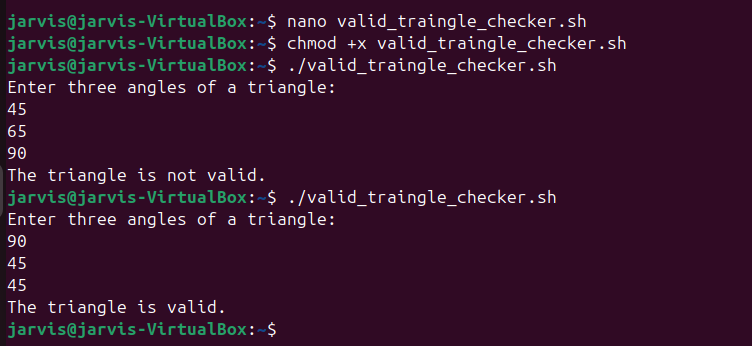 jarvis@jarvis-VirtualBox:~$ nano valid_traingle_checker.sh
jarvis@jarvis-VirtualBox:~$ chmod +x valid_traingle_checker.sh
jarvis@jarvis-VirtualBox:~$ ./valid_traingle_checker.sh
Enter three angles of a triangle:
45
65
90
The triangle is not valid.
jarvis@jarvis-VirtualBox:~$ ./valid_traingle_checker.sh
Enter three angles of a triangle:
90
45
45
The triangle is valid.
jarvis@jarvis-VirtualBox:~$